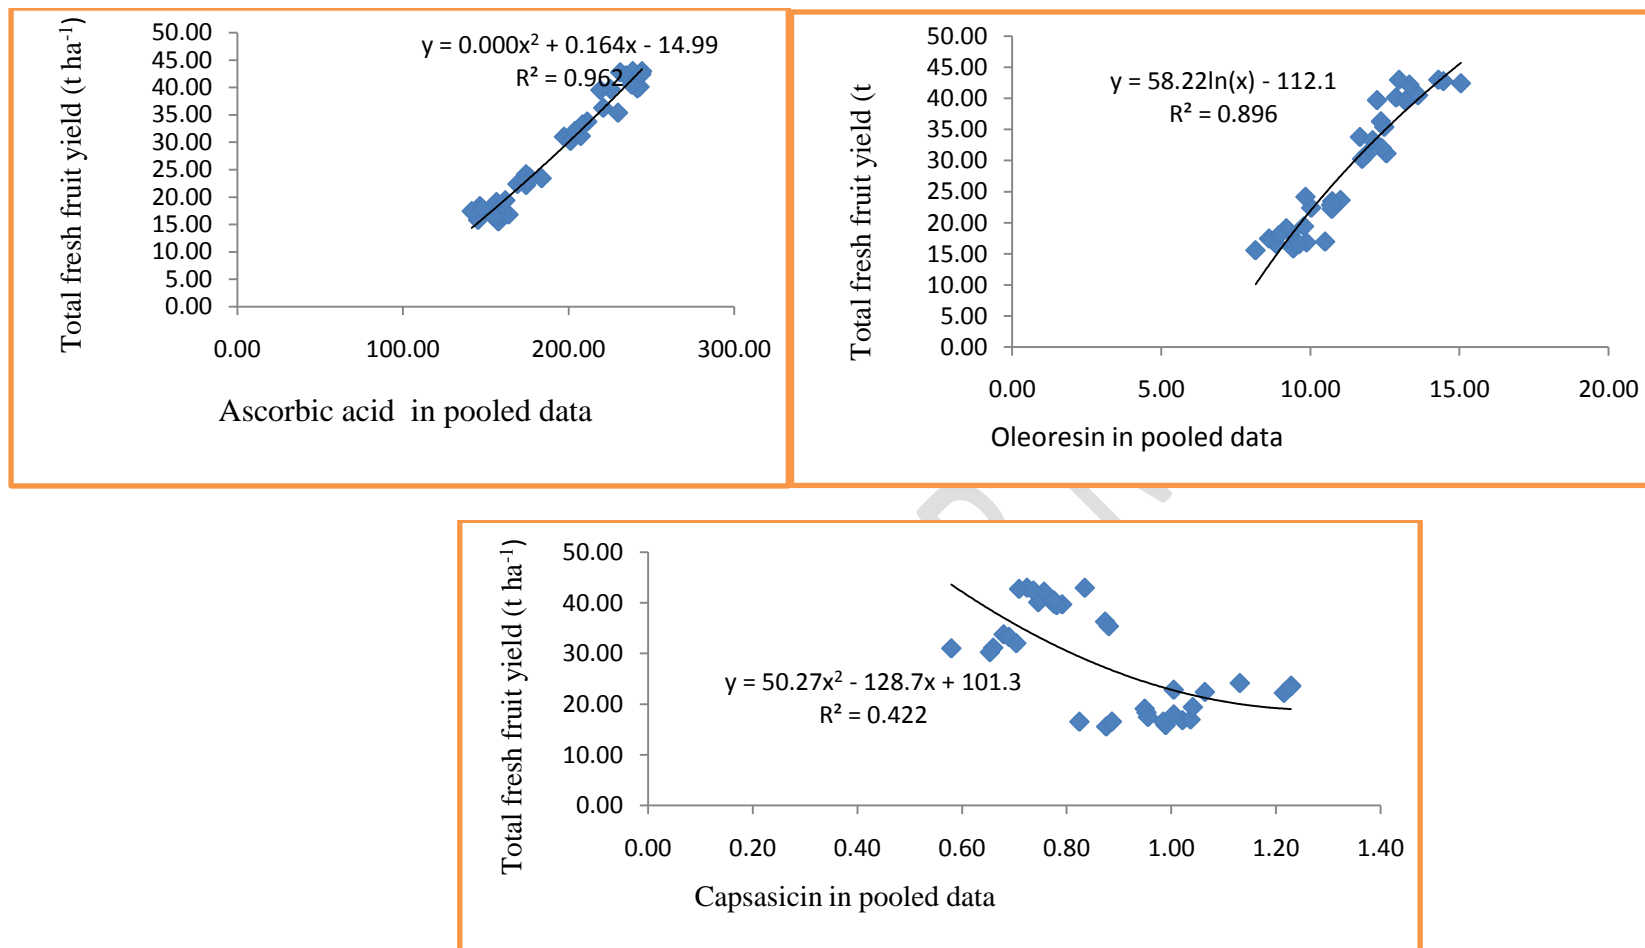 Total fresh fruit yield (t ha⁻¹)
50.00
45.00
40.00
35.00
30.00
25.00
20.00
15.00
10.00
5.00
0.00
y = 0.000x² + 0.164x - 14.99
R² = 0.962
0.00 100.00 200.00 300.00
Ascorbic acid in pooled data
Total fresh fruit yield (t
50.00
45.00
40.00
35.00
30.00
25.00
20.00
15.00
10.00
5.00
0.00
y = 58.22ln(x) - 112.1
R² = 0.896
0.00 5.00 10.00 15.00 20.00
Oleoresin in pooled data
Total fresh fruit yield (t ha⁻¹)
50.00
40.00
30.00
20.00
10.00
0.00
y = 50.27x² - 128.7x + 101.3
R² = 0.422
0.00 0.20 0.40 0.60 0.80 1.00 1.20 1.40
Capsasicin in pooled data